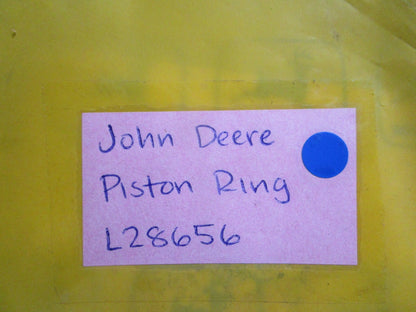 John Deere
Piston Ring
L28656